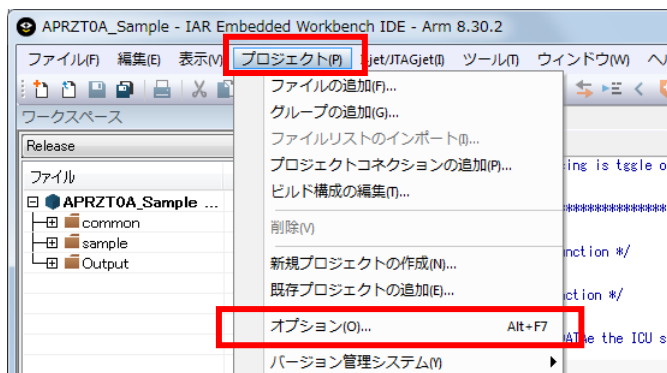 APRZT0A_Sample - IAR Embedded Workbench IDE - Arm 8.30.2
ファイル(F) 編集(E) 表示(V) プロジェクト(P) I-jet/JTAGjet(I) ツール(T) ウィンドウ(W) ヘル
ワークスペース
Release
ファイル
APRZT0A_Sample ...
common
sample
Output
ファイルの追加(F)...
グループの追加(G)...
ファイルリストのインポート(I)...
プロジェクトコネクションの追加(P)...
ビルド構成の編集(T)...
削除(V)
新規プロジェクトの作成(N)...
既存プロジェクトの追加(E)...
オプション(O)... Alt+F7
バージョン管理システム(Y)
ing is tggle o
******************
nction */
ction */
the ICU s